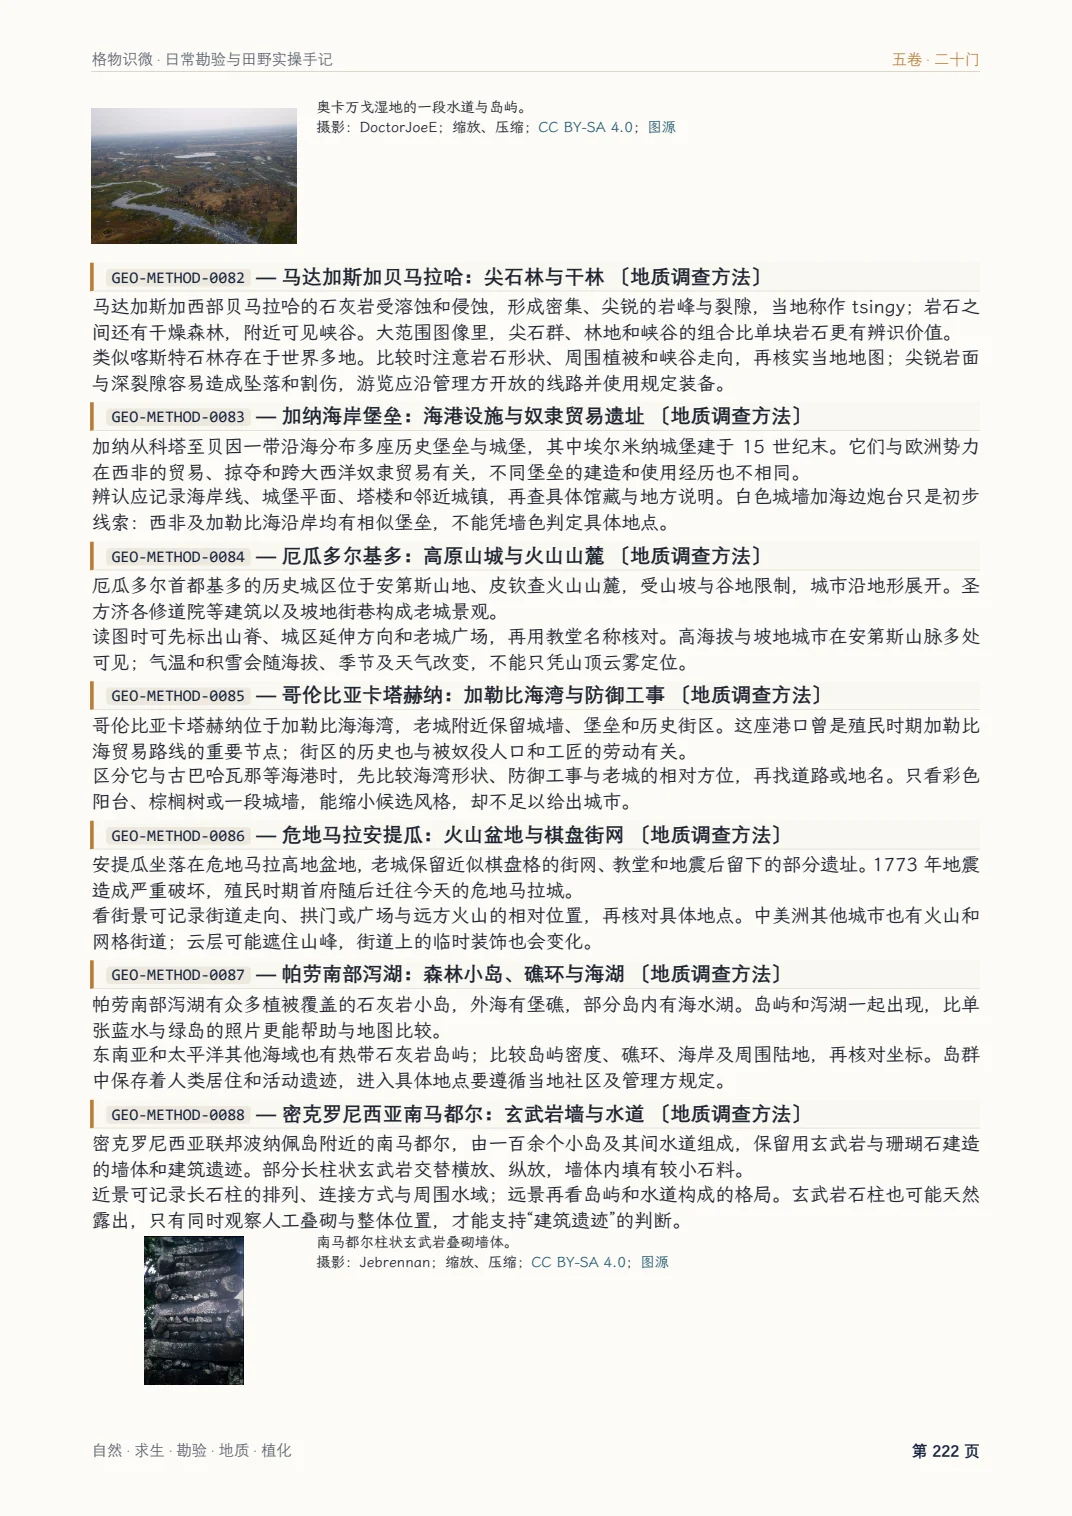 格物识微 · 日常勘验与田野实操手记
五卷 · 二十门
奥卡万戈湿地的一段水道与岛屿。
摄影：DoctorJoeE；缩放、压缩；CC BY-SA 4.0；图源
GEO-METHOD-0082 — 马达加斯加贝马拉哈：尖石林与干林 〔地质调查方法〕
马达加斯加西部贝马拉哈的石灰岩受溶蚀和侵蚀，形成密集、尖锐的岩峰与裂隙，当地称作 tsingy；岩石之
间还有干燥森林，附近可见峡谷。大范围图像里，尖石群、林地和峡谷的组合比单块岩石更有辨识价值。
类似喀斯特石林存在于世界多地。比较时注意岩石形状、周围植被和峡谷走向，再核实当地地图；尖锐岩面
与深裂隙容易造成坠落和割伤，游览应沿管理方开放的线路并使用规定装备。
GEO-METHOD-0083 — 加纳海岸堡垒：海港设施与奴隶贸易遗址 〔地质调查方法〕
加纳从科塔至贝因一带沿海分布多座历史堡垒与城堡，其中埃尔米纳城堡建于 15 世纪末。它们与欧洲势力
在西非的贸易、掠夺和跨大西洋奴隶贸易有关，不同堡垒的建造和使用经历也不相同。
辨认应记录海岸线、城堡平面、塔楼和邻近城镇，再查具体馆藏与地方说明。白色城墙加海边炮台只是初步
线索：西非及加勒比海沿岸均有相似堡垒，不能凭墙色判定具体地点。
GEO-METHOD-0084 — 厄瓜多尔基多：高原山城与火山山麓 〔地质调查方法〕
厄瓜多尔首都基多的历史城区位于安第斯山地、皮钦查火山山麓，受山坡与谷地限制，城市沿地形展开。圣
方济各修道院等建筑以及坡地街巷构成老城景观。
读图时可先标出山脊、城区延伸方向和老城广场，再用教堂名称核对。高海拔与坡地城市在安第斯山脉多处
可见；气温和积雪会随海拔、季节及天气改变，不能只凭山顶云雾定位。
GEO-METHOD-0085 — 哥伦比亚卡塔赫纳：加勒比海湾与防御工事 〔地质调查方法〕
哥伦比亚卡塔赫纳位于加勒比海海湾，老城附近保留城墙、堡垒和历史街区。这座港口曾是殖民时期加勒比
海贸易路线的重要节点；街区的历史也与被奴役人口和工匠的劳动有关。
区分它与古巴哈瓦那等海港时，先比较海湾形状、防御工事与老城的相对方位，再找道路或地名。只看彩色
阳台、棕榈树或一段城墙，能缩小候选风格，却不足以给出城市。
GEO-METHOD-0086 — 危地马拉安提瓜：火山盆地与棋盘街网 〔地质调查方法〕
安提瓜坐落在危地马拉高地盆地，老城保留近似棋盘格的街网、教堂和地震后留下的部分遗址。1773 年地震
造成严重破坏，殖民时期首府随后迁往今天的危地马拉城。
看街景可记录街道走向、拱门或广场与远方火山的相对位置，再核对具体地点。中美洲其他城市也有火山和
网格街道；云层可能遮住山峰，街道上的临时装饰也会变化。
GEO-METHOD-0087 — 帕劳南部泻湖：森林小岛、礁环与海湖 〔地质调查方法〕
帕劳南部泻湖有众多植被覆盖的石灰岩小岛，外海有堡礁，部分岛内有海水湖。岛屿和泻湖一起出现，比单
张蓝水与绿岛的照片更能帮助与地图比较。
东南亚和太平洋其他海域也有热带石灰岩岛屿；比较岛屿密度、礁环、海岸及周围陆地，再核对坐标。岛群
中保存着人类居住和活动遗迹，进入具体地点要遵循当地社区及管理方规定。
GEO-METHOD-0088 — 密克罗尼西亚南马都尔：玄武岩墙与水道 〔地质调查方法〕
密克罗尼西亚联邦波纳佩岛附近的南马都尔，由一百余个小岛及其间水道组成，保留用玄武岩与珊瑚石建造
的墙体和建筑遗迹。部分长柱状玄武岩交替横放、纵放，墙体内填有较小石料。
近景可记录长石柱的排列、连接方式与周围水域；远景再看岛屿和水道构成的格局。玄武岩石柱也可能天然
露出，只有同时观察人工叠砌与整体位置，才能支持“建筑遗迹”的判断。
南马都尔柱状玄武岩叠砌墙体。
摄影：Jebrennan；缩放、压缩；CC BY-SA 4.0；图源
自然 · 求生 · 勘验 · 地质 · 植化
第 222 页